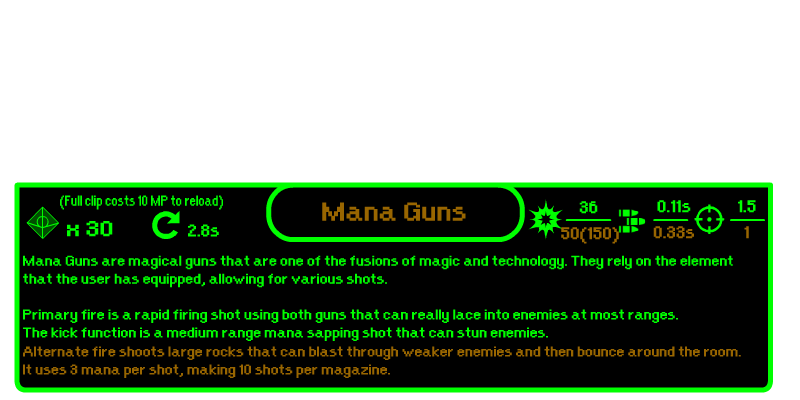 (Full clip costs 10 MP to reload)
x 30
2.8s
Mana Guns
36
50(150)
0.11s
0.33s
1.5
1
Mana Guns are magical guns that are one of the fusions of magic and technology. They rely on the element
that the user has equipped, allowing for various shots.
Primary fire is a rapid firing shot using both guns that can really lace into enemies at most ranges.
The kick function is a medium range mana sapping shot that can stun enemies.
Alternate fire shoots large rocks that can blast through weaker enemies and then bounce around the room.
It uses 3 mana per shot, making 10 shots per magazine.